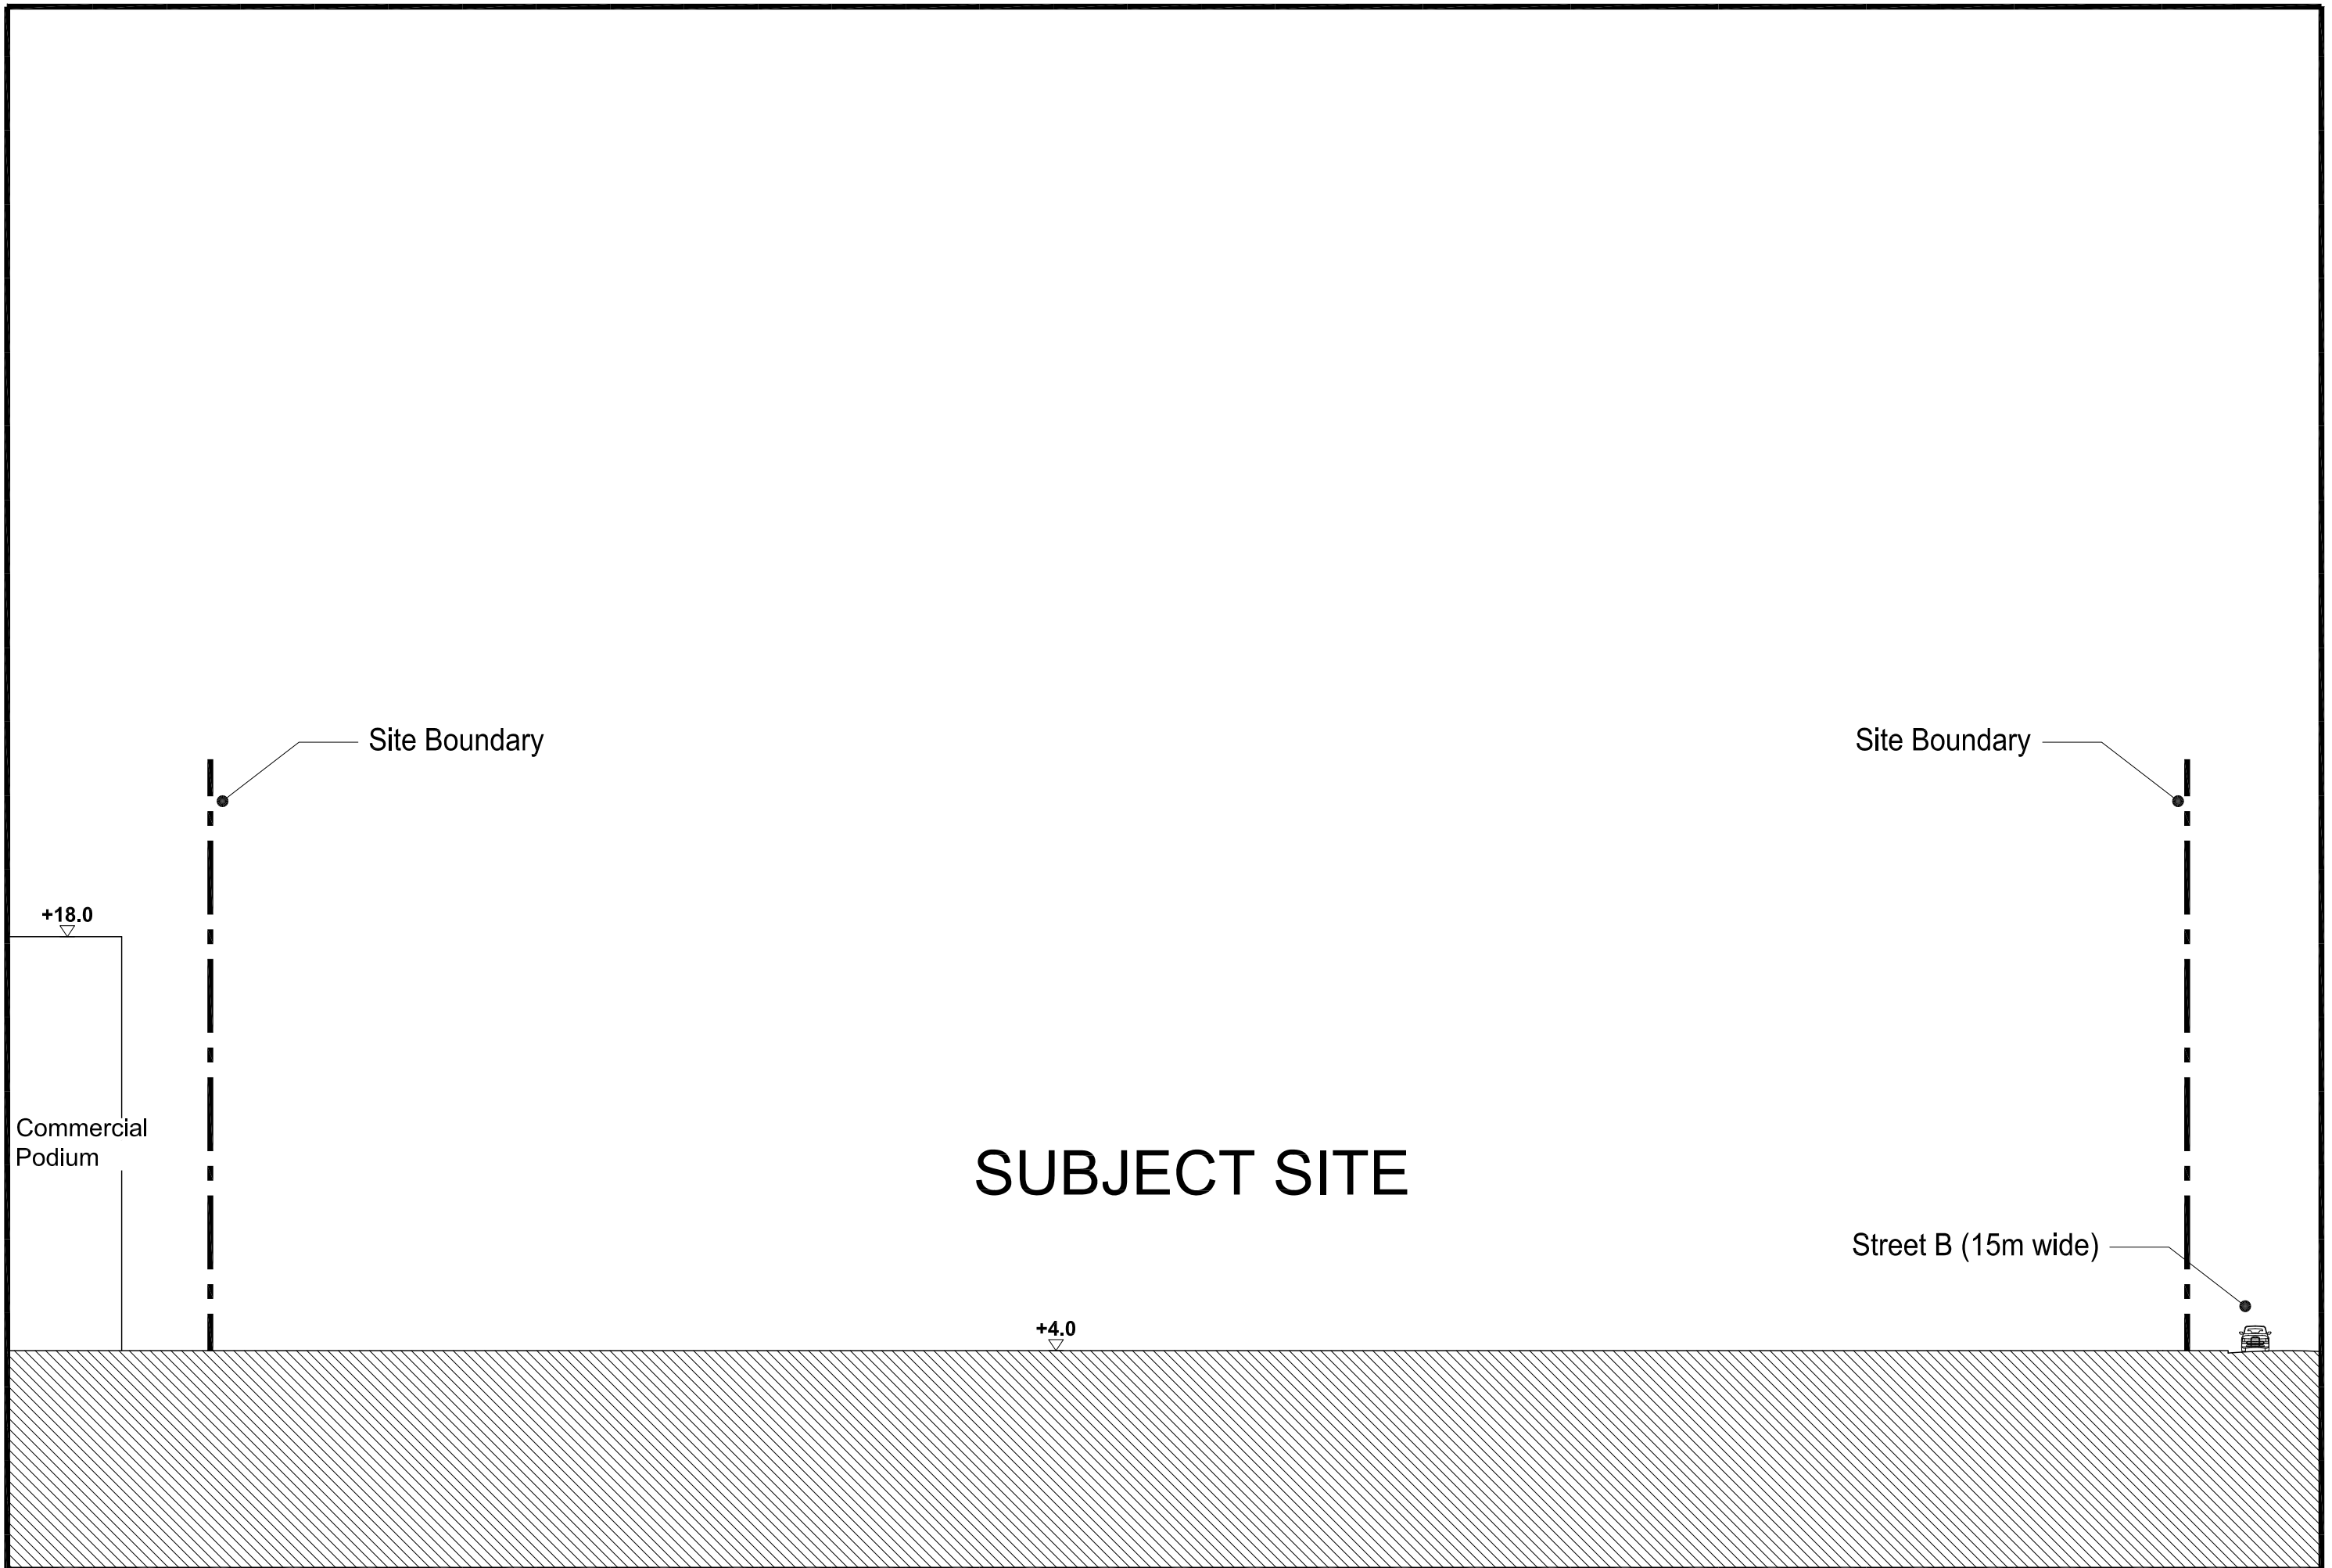 Site Boundary
Site Boundary
+18.0
Commercial
Podium
SUBJECT SITE
Street B (15m wide)
+4.0